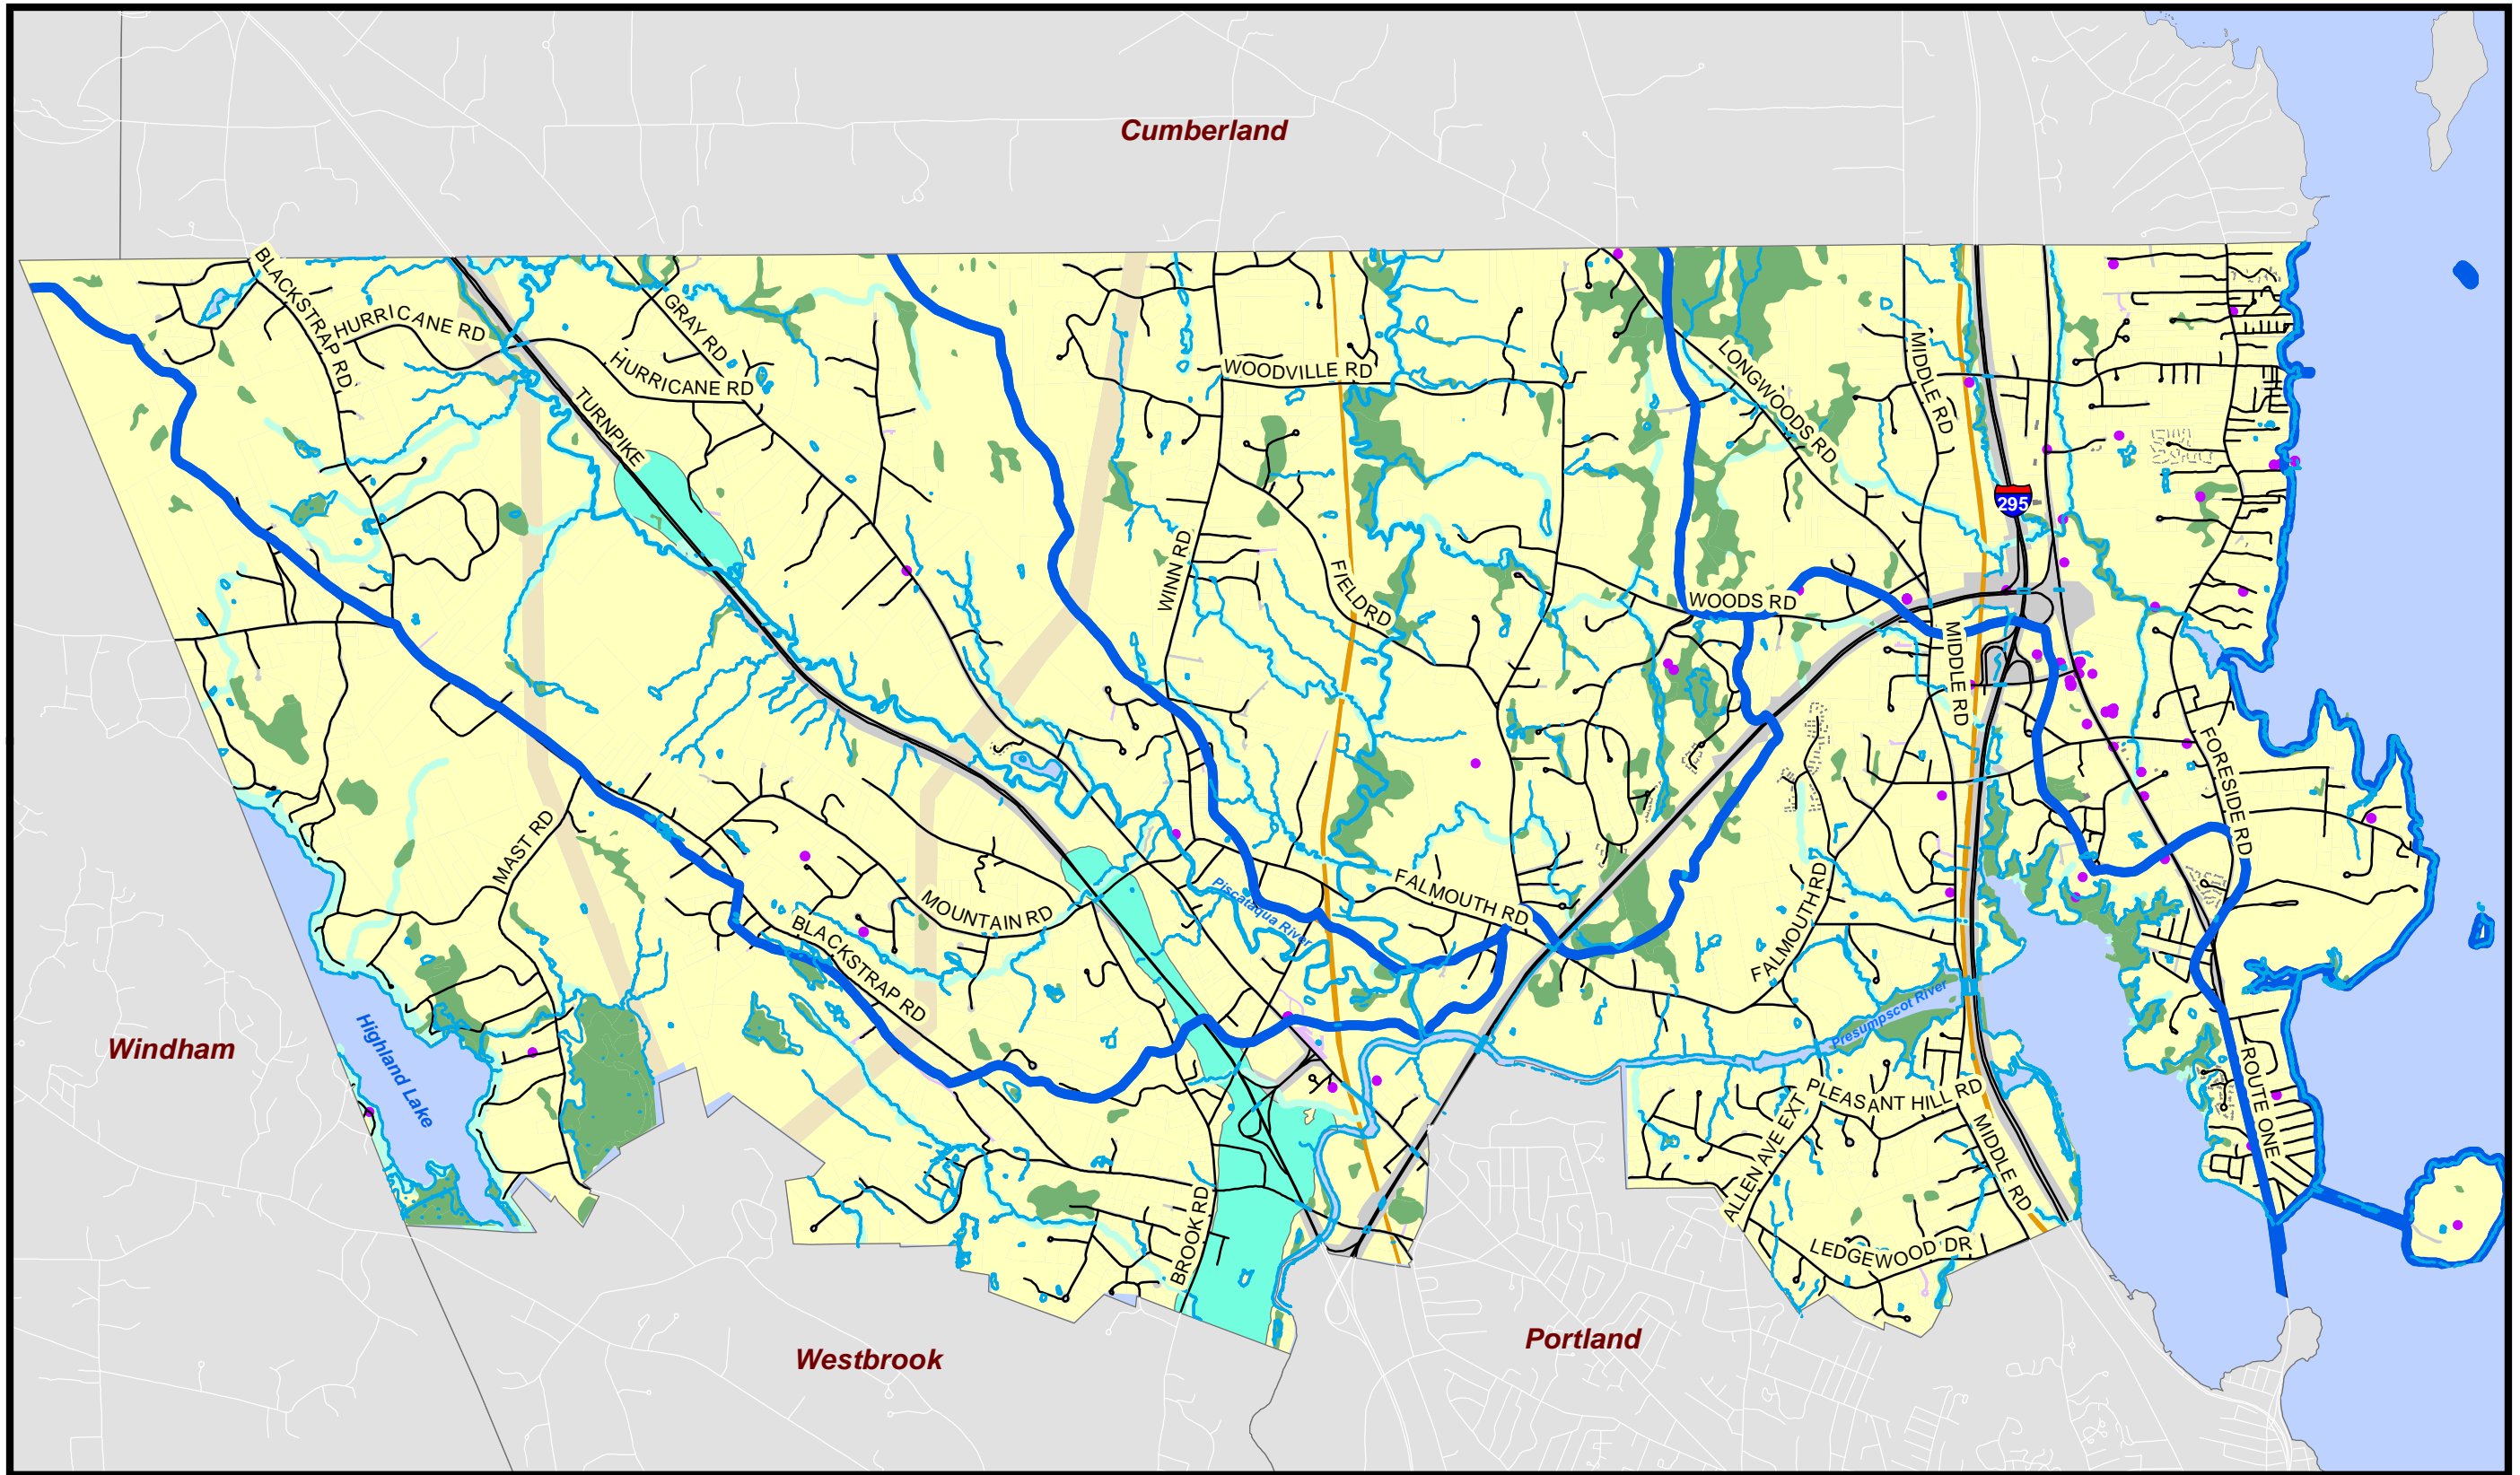 Cumberland
BLACKSTRAP RD
HURRICANE RD
GRAY RD
HURRICANE RD
TURNPIKE
WOODVILLE RD
LONGWOODS RD
MIDDLE RD
295
WINN RD
FIELDRD
WOODS RD
MIDDLE RD
FORESIDE RD
MAST RD
MOUNTAIN RD
BLACKSTRAP RD
Piscataqua River
FALMOUTH RD
FALMOUTH RD
Presumpscot River
Windham
Highland Lake
ROUTE ONE
PLEASANT HILL RD
ALLEN AVE EXT
MIDDLE RD
BROOK RD
LEDGEWOOD DR
Westbrook
Portland